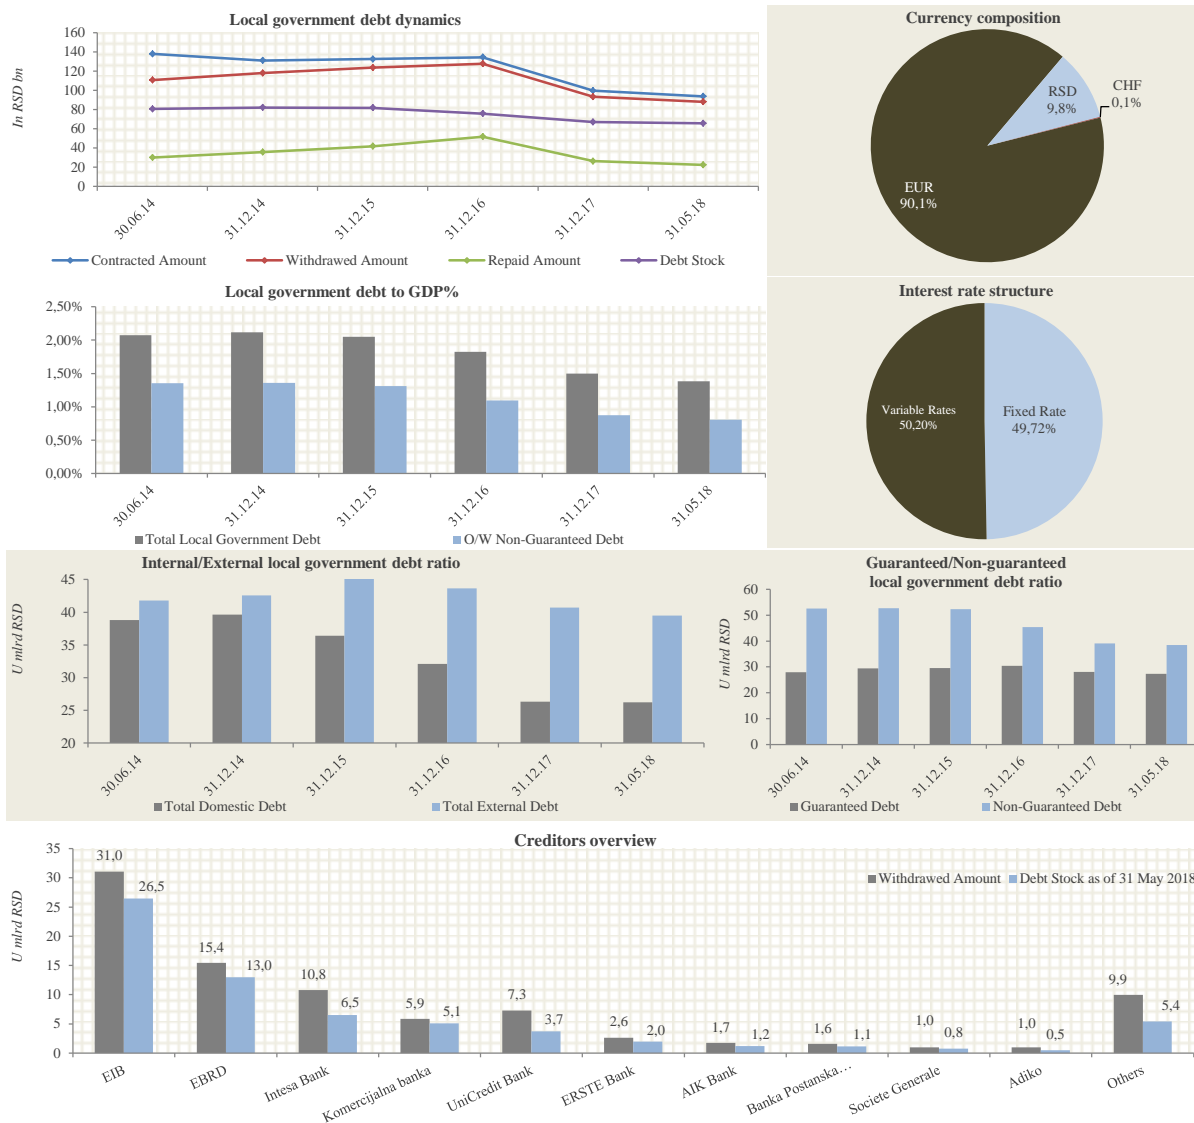 Local government debt dynamics
In RSD bn
160
140
120
100
80
60
40
20
0
30.06.14
31.12.14
31.12.15
31.12.16
31.12.17
31.05.18
Contracted Amount
Withdrawed Amount
Repaid Amount
Debt Stock
Currency composition
RSD
9,8%
CHF
0,1%
EUR
90,1%
Local government debt to GDP%
2,50%
2,00%
1,50%
1,00%
0,50%
0,00%
30.06.14
31.12.14
31.12.15
31.12.16
31.12.17
31.05.18
Total Local Government Debt
O/W Non-Guaranteed Debt
Interest rate structure
Variable Rates
50,20%
Fixed Rate
49,72%
Internal/External local government debt ratio
U mlrd RSD
45
40
35
30
25
20
30.06.14
31.12.14
31.12.15
31.12.16
31.12.17
31.05.18
Total Domestic Debt
Total External Debt
Guaranteed/Non-guaranteed
local government debt ratio
U mlrd RSD
60
50
40
30
20
10
0
30.06.14
31.12.14
31.12.15
31.12.16
31.12.17
31.05.18
Guaranteed Debt
Non-Guaranteed Debt
Creditors overview
U mlrd RSD
35
30
25
20
15
10
5
0
Withdrawed Amount
Debt Stock as of 31 May 2018
31,0
26,5
15,4
13,0
10,8
6,5
5,9
5,1
7,3
3,7
2,6
2,0
1,7
1,2
1,6
1,1
1,0
0,8
1,0
0,5
9,9
5,4
EIB
EBRD
Intesa Bank
Komercijalna banka
UniCredit Bank
ERSTE Bank
AIK Bank
Banka Postanska…
Societe Generale
Adiko
Others